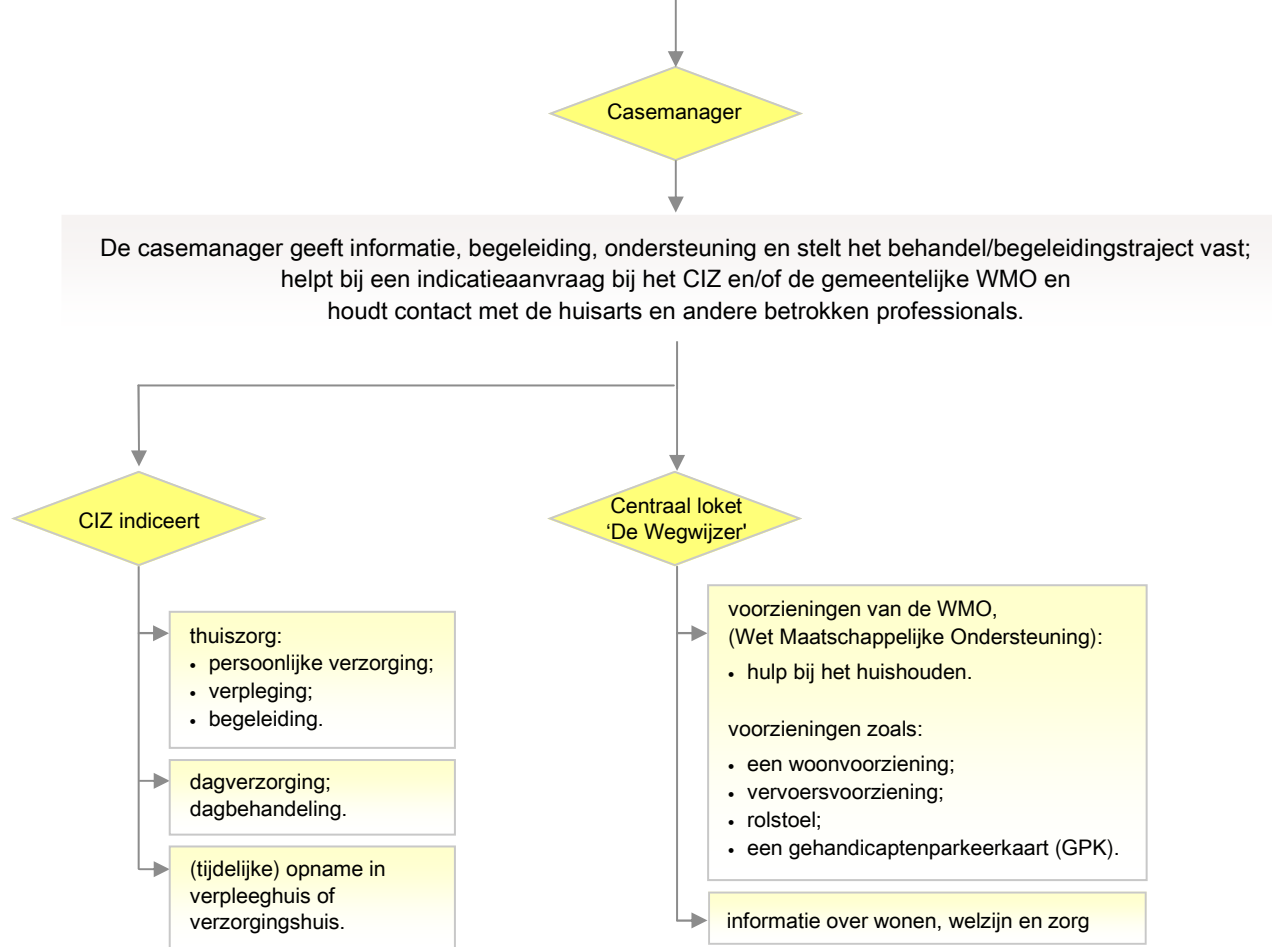 Casemanager
De casemanager geeft informatie, begeleiding, ondersteuning en stelt het behandel/begeleidingstraject vast;
helpt bij een indicatieaanvraag bij het CIZ en/of de gemeentelijke WMO en
houdt contact met de huisarts en andere betrokken professionals.
CIZ indiceert
thuiszorg:
• persoonlijke verzorging;
• verpleging;
• begeleiding.
dagverzorging;
dagbehandeling.
(tijdelijke) opname in
verpleeghuis of
verzorgingshuis.
Centraal loket
‘De Wegwijzer'
voorzieningen van de WMO,
(Wet Maatschappelijke Ondersteuning):
• hulp bij het huishouden.
voorzieningen zoals:
• een woonvoorziening;
• vervoersvoorziening;
• rolstoel;
• een gehandicaptenparkeerkaart (GPK).
informatie over wonen, welzijn en zorg